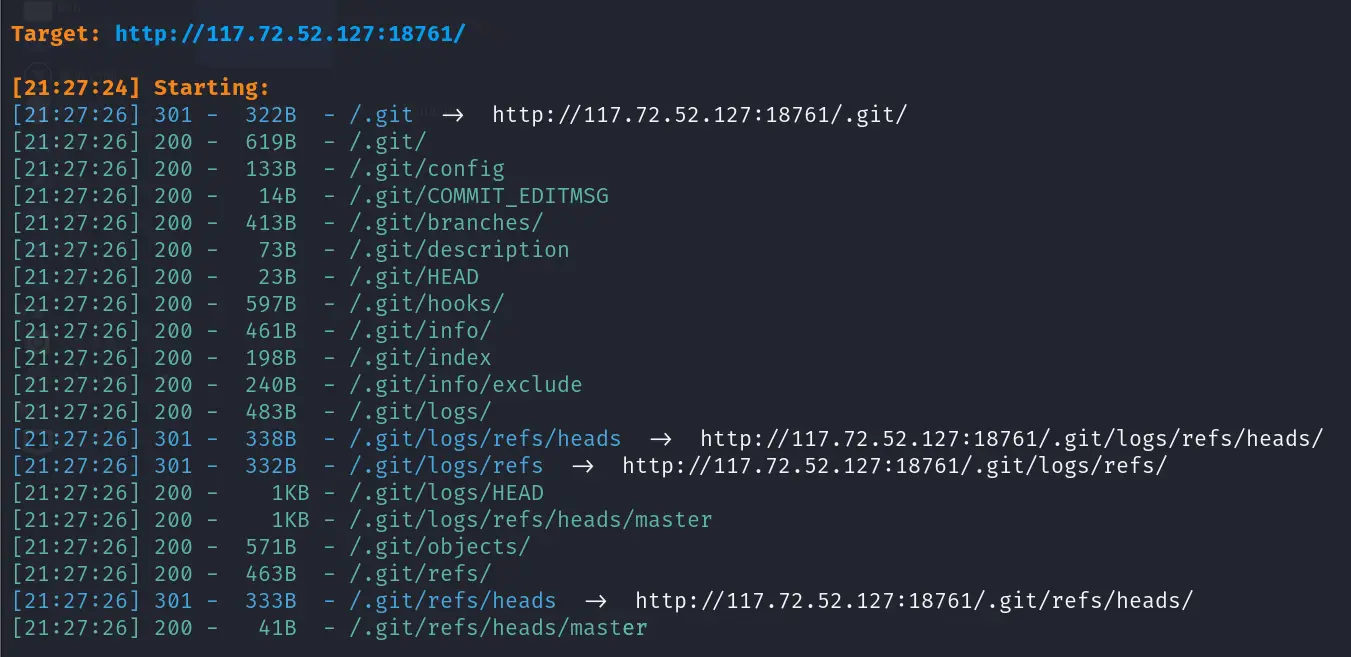 Target: http://117.72.52.127:18761/
[21:27:24] Starting:
[21:27:26] 301 -  322B  - /.git  →  http://117.72.52.127:18761/.git/
[21:27:26] 200 -  619B  - /.git/
[21:27:26] 200 -  133B  - /.git/config
[21:27:26] 200 -   14B  - /.git/COMMIT_EDITMSG
[21:27:26] 200 -  413B  - /.git/branches/
[21:27:26] 200 -   73B  - /.git/description
[21:27:26] 200 -   23B  - /.git/HEAD
[21:27:26] 200 -  597B  - /.git/hooks/
[21:27:26] 200 -  461B  - /.git/info/
[21:27:26] 200 -  198B  - /.git/index
[21:27:26] 200 -  240B  - /.git/info/exclude
[21:27:26] 200 -  483B  - /.git/logs/
[21:27:26] 301 -  338B  - /.git/logs/refs/heads  →  http://117.72.52.127:18761/.git/logs/refs/heads/
[21:27:26] 301 -  332B  - /.git/logs/refs  →  http://117.72.52.127:18761/.git/logs/refs/
[21:27:26] 200 -    1KB - /.git/logs/HEAD
[21:27:26] 200 -    1KB - /.git/logs/refs/heads/master
[21:27:26] 200 -  571B  - /.git/objects/
[21:27:26] 200 -  463B  - /.git/refs/
[21:27:26] 301 -  333B  - /.git/refs/heads  →  http://117.72.52.127:18761/.git/refs/heads/
[21:27:26] 200 -   41B  - /.git/refs/heads/master